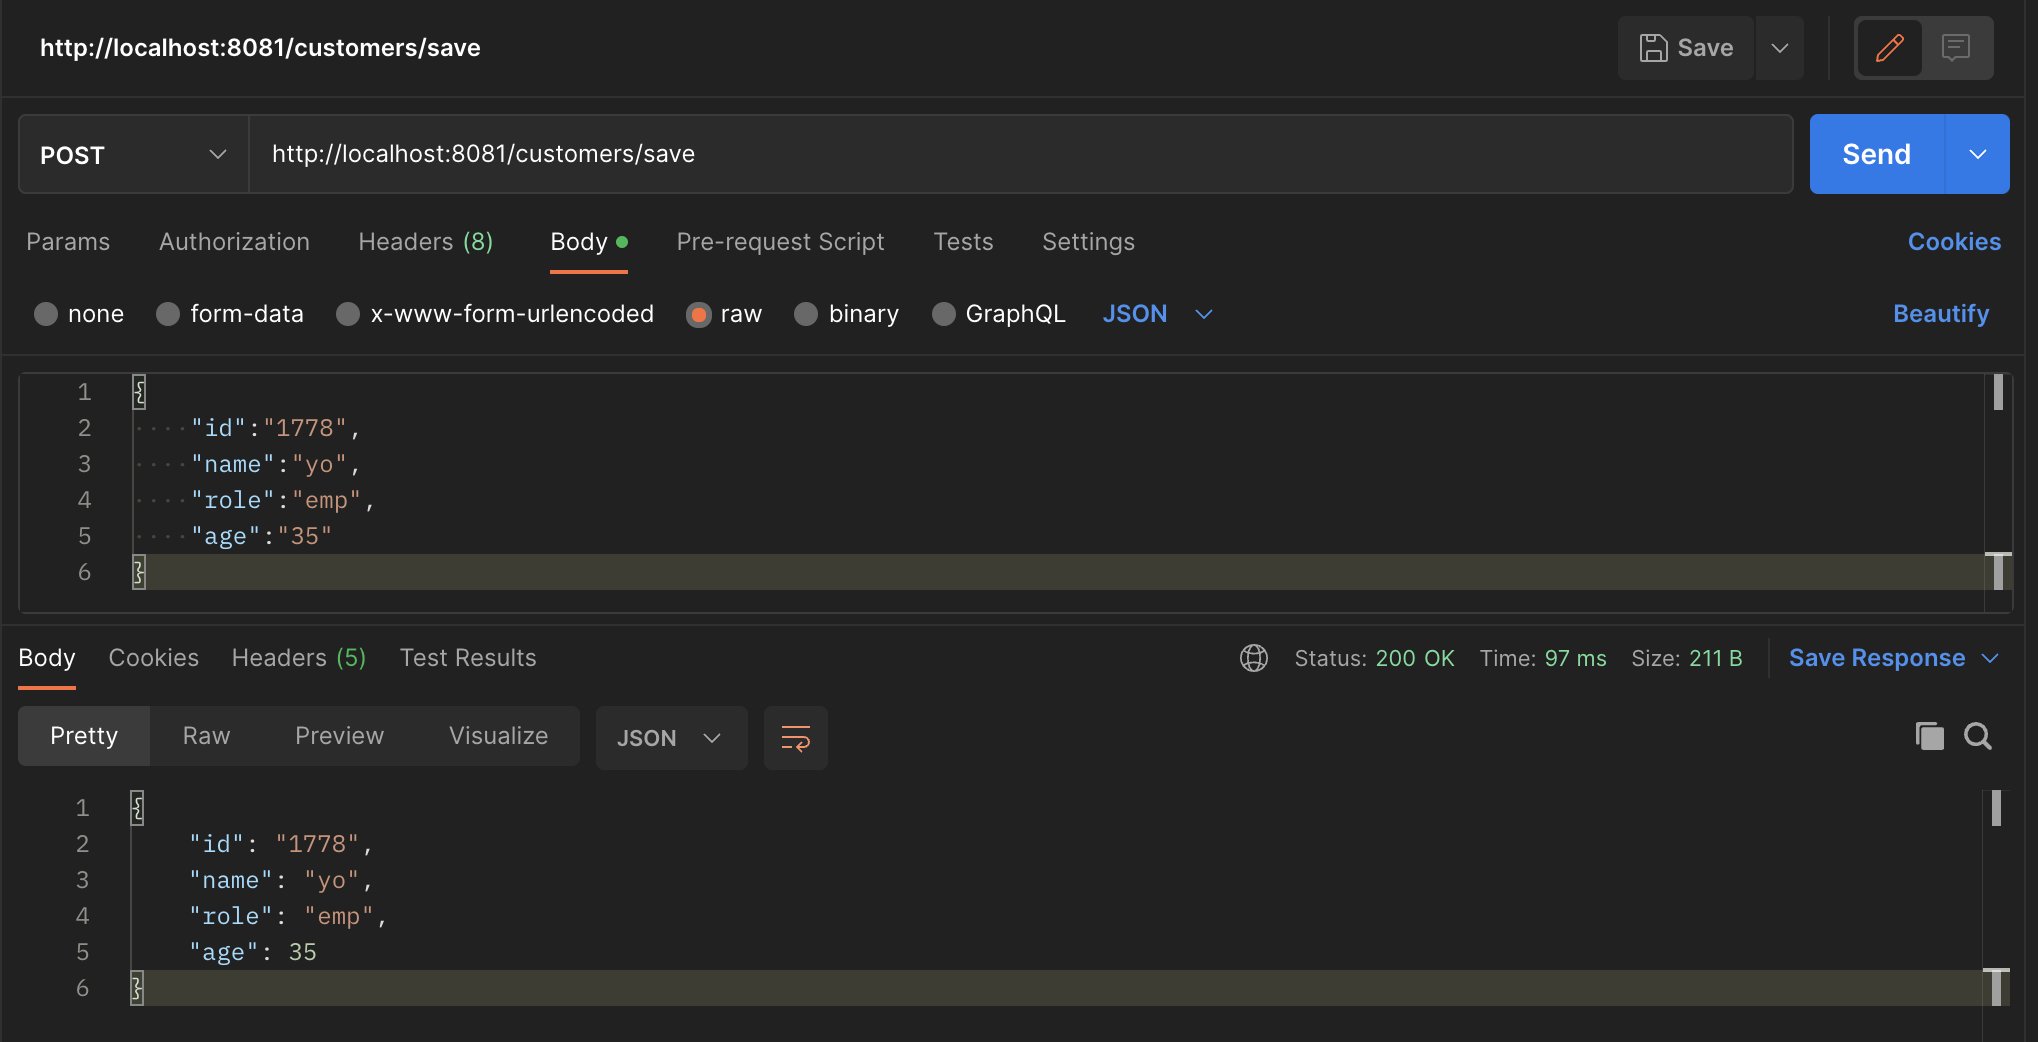 http://localhost:8081/customers/save Save
POST http://localhost:8081/customers/save Send
Params Authorization Headers (8) Body Pre-request Script Tests Settings Cookies
none form-data x-www-form-urlencoded raw binary GraphQL JSON Beautify
1 {
2 "id":"1778",
3 "name":"yo",
4 "role":"emp",
5 "age":"35"
6 }
Body Cookies Headers (5) Test Results Status: 200 OK Time: 97 ms Size: 211 B Save Response
Pretty Raw Preview Visualize JSON
1 {
2 "id": "1778",
3 "name": "yo",
4 "role": "emp",
5 "age": 35
6 }